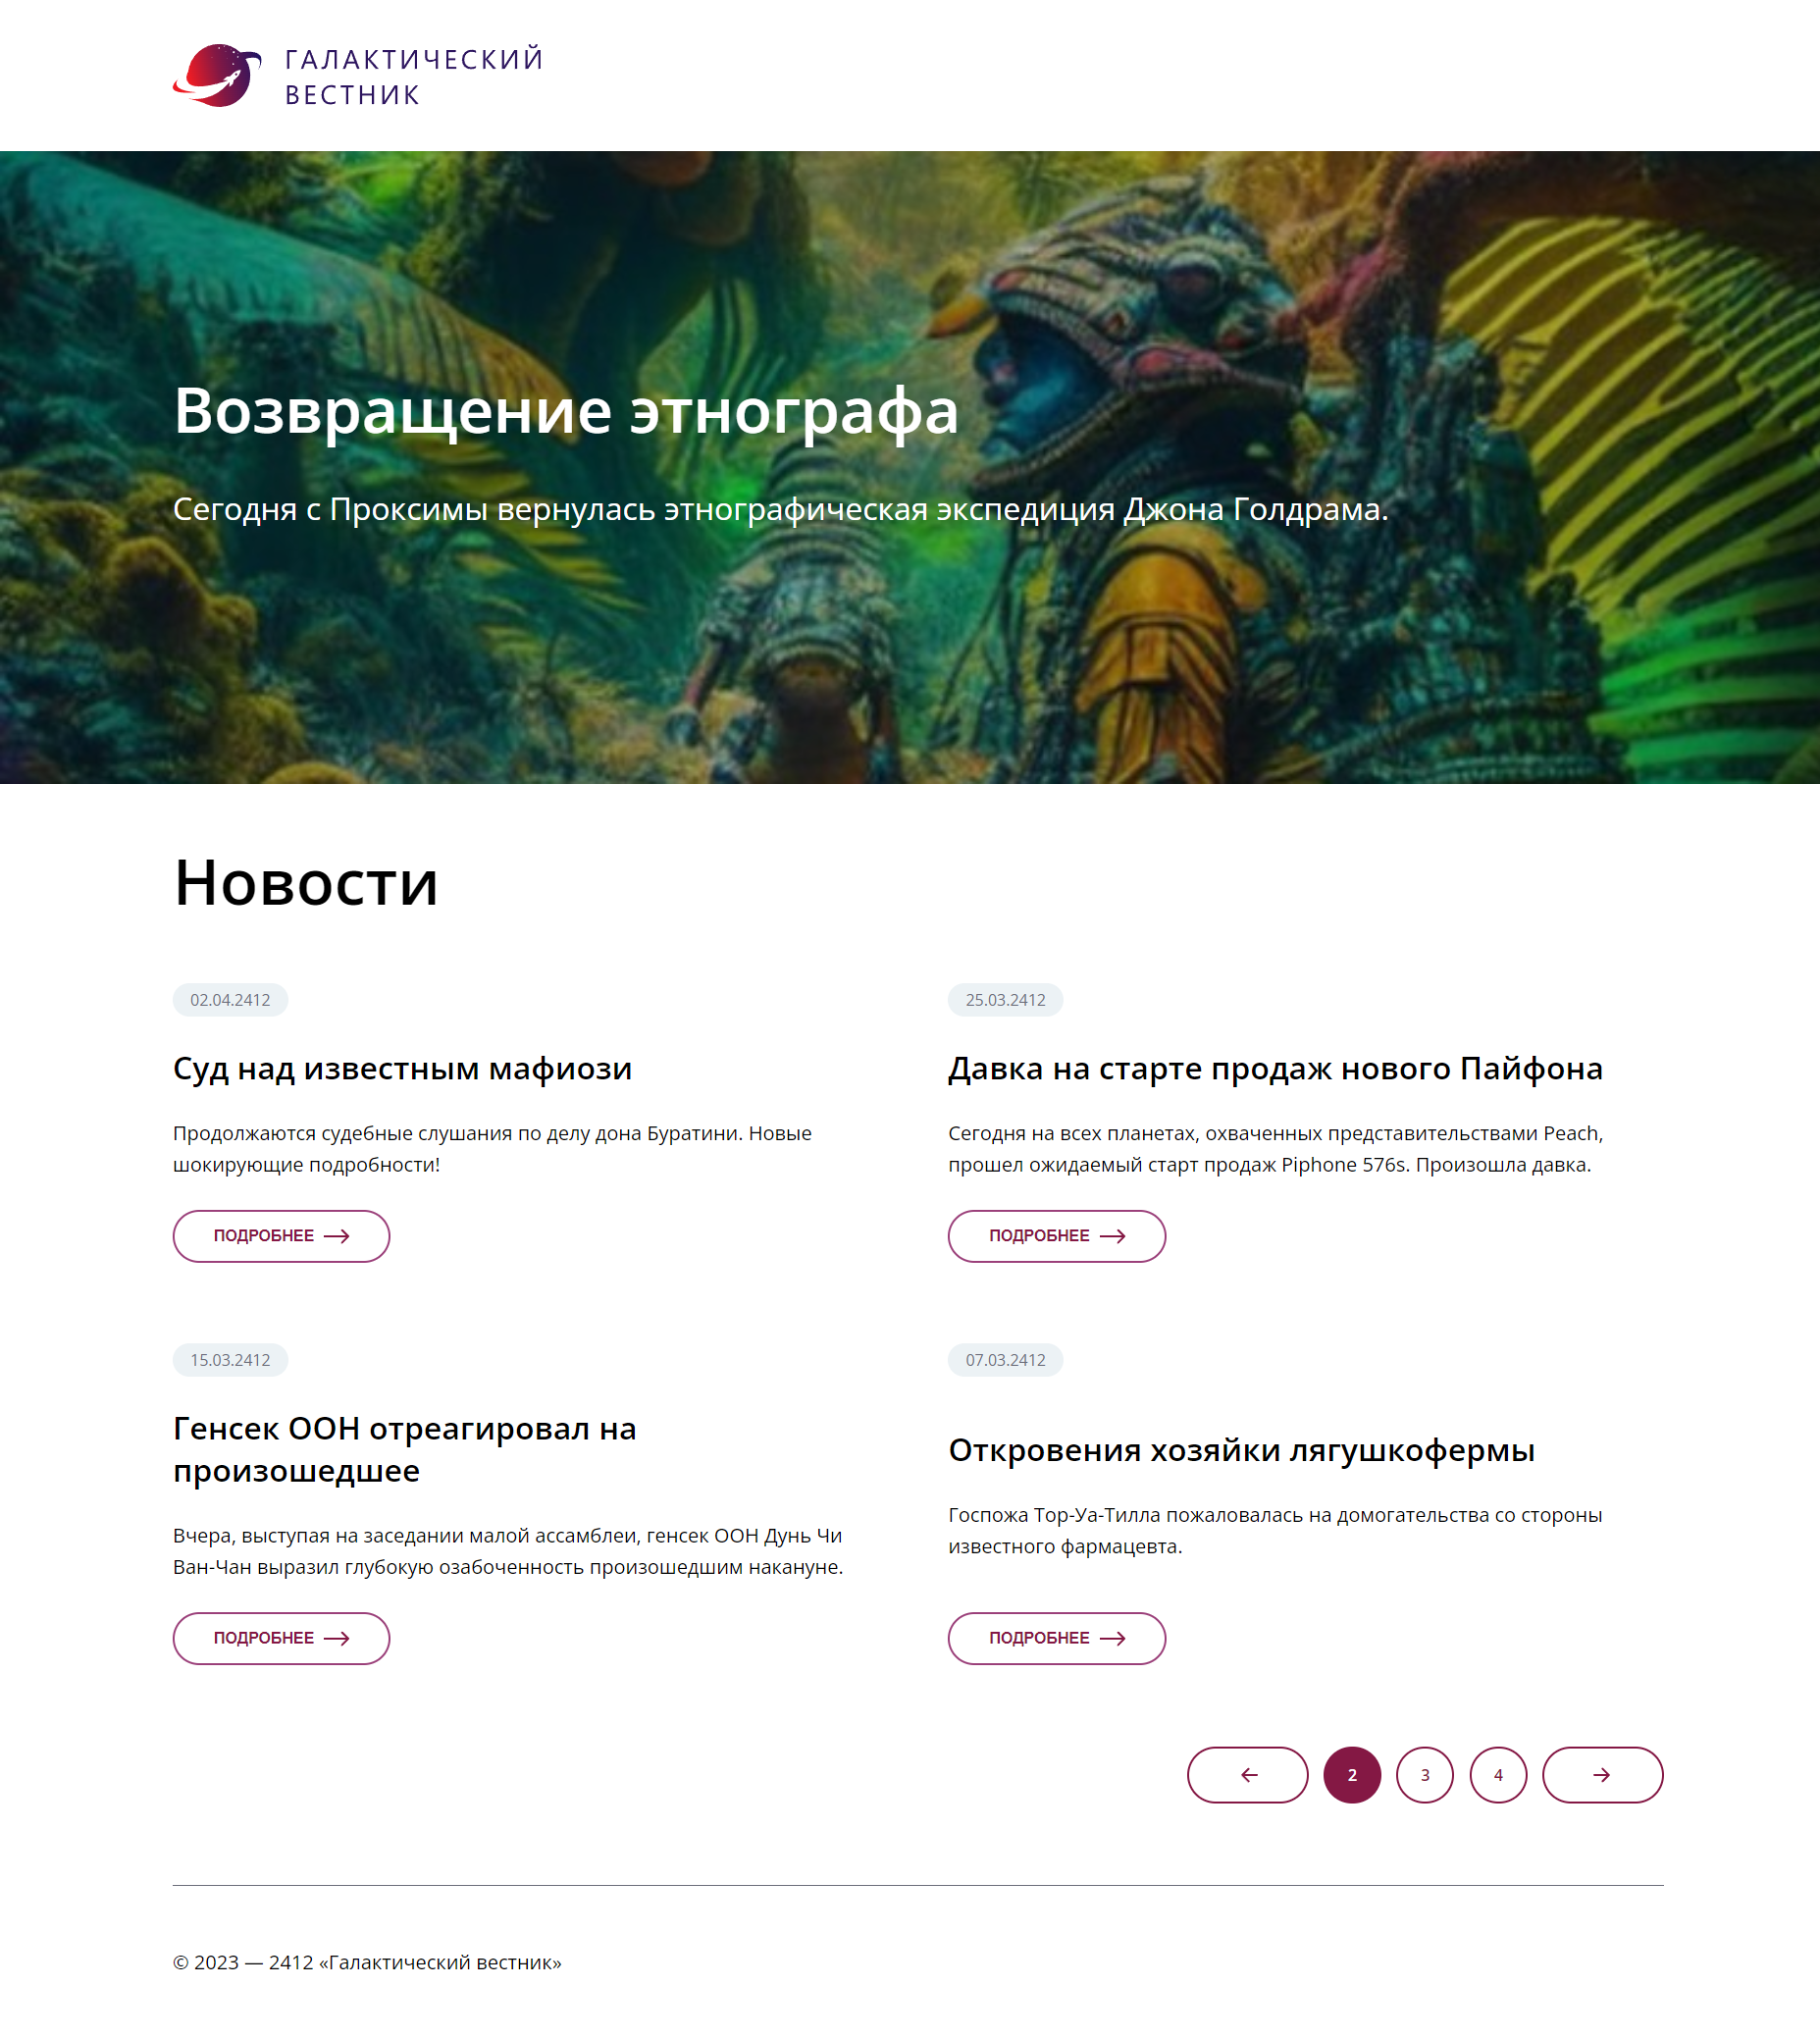 ГАЛАКТИЧЕСКИЙ
ВЕСТНИК
Возвращение этнографа
Сегодня с Проксимы вернулась этнографическая экспедиция Джона Голдрама.
Новости
02.04.2412
Суд над известным мафиози
Продолжаются судебные слушания по делу дона Буратини. Новые
шокирующие подробности!
ПОДРОБНЕЕ
25.03.2412
Давка на старте продаж нового Пайфона
Сегодня на всех планетах, охваченных представительствами Peach,
прошел ожидаемый старт продаж Piphone 576s. Произошла давка.
ПОДРОБНЕЕ
15.03.2412
Генсек ООН отреагировал на
произошедшее
Вчера, выступая на заседании малой ассамблеи, генсек ООН Дунь Чи
Ван-Чан выразил глубокую озабоченность произошедшим накануне.
ПОДРОБНЕЕ
07.03.2412
Откровения хозяйки лягушкофермы
Госпожа Тор-Уа-Тилла пожаловалась на домогательства со стороны
известного фармацевта.
ПОДРОБНЕЕ
2 3 4
© 2023 — 2412 «Галактический вестник»